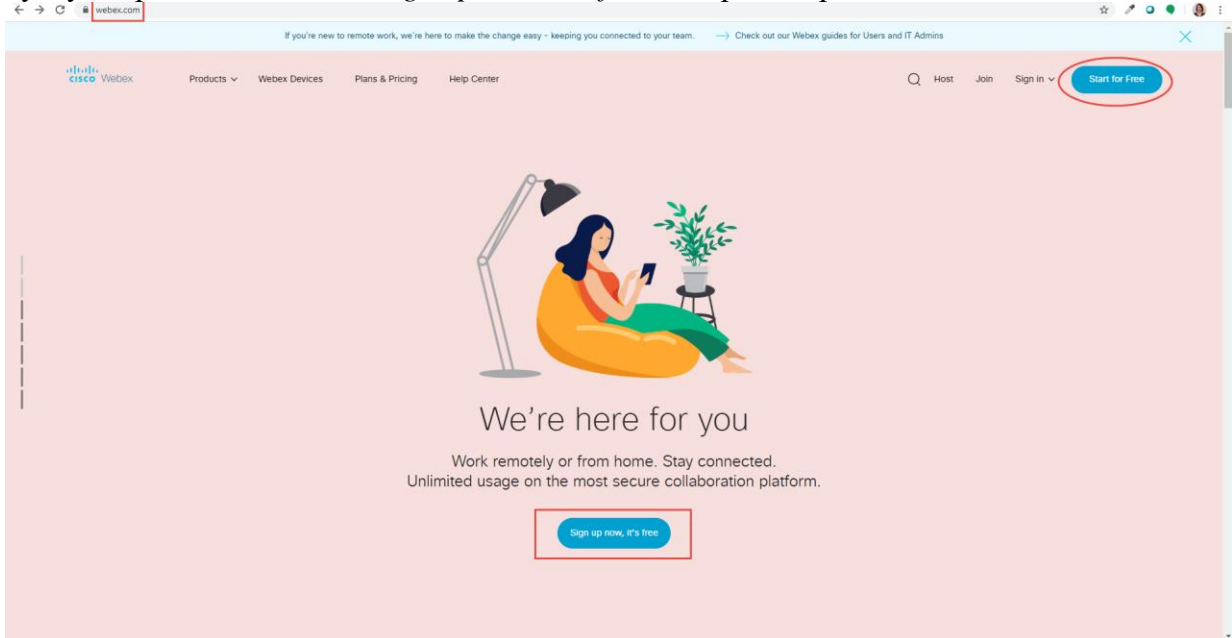 webex.com
If you're new to remote work, we're here to make the change easy - keeping you connected to your team. → Check out our Webex guides for Users and IT Admins
CISCO Webex Products Webex Devices Plans & Pricing Help Center Host Join Sign in Start for Free
We're here for you
Work remotely or from home. Stay connected.
Unlimited usage on the most secure collaboration platform.
Sign up now, it's free